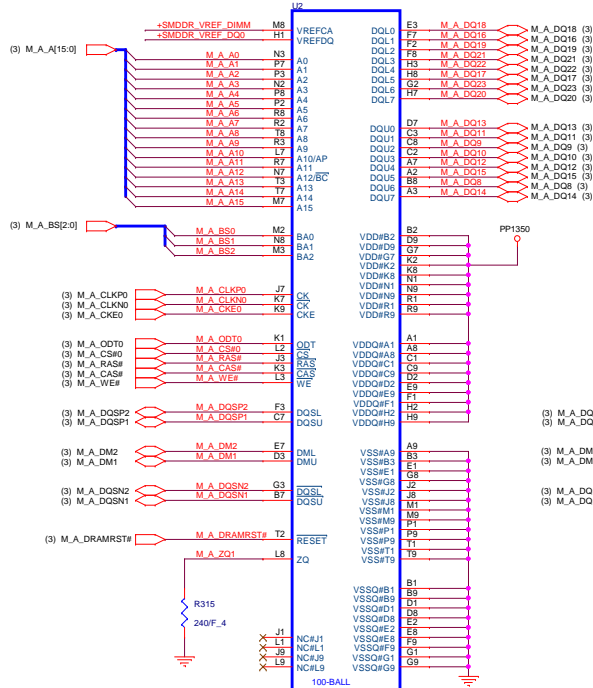 U2
+SMDDR_VREF_DIMM M8 VREFCA
+SMDDR_VREF_DQ0 H1 VREFDQ
(3) M_A_A[15:0]
M_A_A0 N3 A0
M_A_A1 P7 A1
M_A_A2 P3 A2
M_A_A3 N2 A3
M_A_A4 P8 A4
M_A_A5 P2 A5
M_A_A6 R8 A6
M_A_A7 R2 A7
M_A_A8 T8 A8
M_A_A9 R3 A9
M_A_A10 L7 A10/AP
M_A_A11 R7 A11
M_A_A12 N7 A12/BC
M_A_A13 T3 A13
M_A_A14 T7 A14
M_A_A15 M7 A15
(3) M_A_BS[2:0]
M_A_BS0 M2 BA0
M_A_BS1 N8 BA1
M_A_BS2 M3 BA2
(3) M_A_CLKP0 M_A_CLKP0 J7 CK
(3) M_A_CLKN0 M_A_CLKN0 K7 CK
(3) M_A_CKE0 M_A_CKE0 K9 CKE
(3) M_A_ODT0 M_A_ODT0 K1 ODT
(3) M_A_CS#0 M_A_CS#0 L2 CS
(3) M_A_RAS# M_A_RAS# J3 RAS
(3) M_A_CAS# M_A_CAS# K3 CAS
(3) M_A_WE# M_A_WE# L3 WE
(3) M_A_DQSP2 M_A_DQSP2 F3 DQSL
(3) M_A_DQSP1 M_A_DQSP1 C7 DQSU
(3) M_A_DM2 M_A_DM2 E7 DML
(3) M_A_DM1 M_A_DM1 D3 DMU
(3) M_A_DQSN2 M_A_DQSN2 G3 DQSL
(3) M_A_DQSN1 M_A_DQSN1 B7 DQSU
(3) M_A_DRAMRST# M_A_DRAMRST# T2 RESET
M_A_ZQ1 L8 ZQ
R315
240/F_4
J1 NC#J1
L1 NC#L1
J9 NC#J9
L9 NC#L9
100-BALL
DQL0 E3 M_A_DQ18 M_A_DQ18 (3)
DQL1 F7 M_A_DQ16 M_A_DQ16 (3)
DQL2 F2 M_A_DQ19 M_A_DQ19 (3)
DQL3 F8 M_A_DQ21 M_A_DQ21 (3)
DQL4 H3 M_A_DQ22 M_A_DQ22 (3)
DQL5 H8 M_A_DQ17 M_A_DQ17 (3)
DQL6 G2 M_A_DQ23 M_A_DQ23 (3)
DQL7 H7 M_A_DQ20 M_A_DQ20 (3)
DQU0 D7 M_A_DQ13 M_A_DQ13 (3)
DQU1 C3 M_A_DQ11 M_A_DQ11 (3)
DQU2 C8 M_A_DQ9 M_A_DQ9 (3)
DQU3 C2 M_A_DQ10 M_A_DQ10 (3)
DQU4 A7 M_A_DQ12 M_A_DQ12 (3)
DQU5 A2 M_A_DQ15 M_A_DQ15 (3)
DQU6 B8 M_A_DQ8 M_A_DQ8 (3)
DQU7 A3 M_A_DQ14 M_A_DQ14 (3)
PP1350
VDD#B2 B2
VDD#D9 D9
VDD#G7 G7
VDD#K2 K2
VDD#K8 K8
VDD#N1 N1
VDD#N9 N9
VDD#R1 R1
VDD#R9 R9
VDDQ#A1 A1
VDDQ#A8 A8
VDDQ#C1 C1
VDDQ#C9 C9
VDDQ#D2 D2
VDDQ#E9 E9
VDDQ#F1 F1
VDDQ#H2 H2
VDDQ#H9 H9
VSS#A9 A9
VSS#B3 B3
VSS#E1 E1
VSS#G8 G8
VSS#J2 J2
VSS#J8 J8
VSS#M1 M1
VSS#M9 M9
VSS#P1 P1
VSS#P9 P9
VSS#T1 T1
VSS#T9 T9
VSSQ#B1 B1
VSSQ#B9 B9
VSSQ#D1 D1
VSSQ#D8 D8
VSSQ#E2 E2
VSSQ#E8 E8
VSSQ#F9 F9
VSSQ#G1 G1
VSSQ#G9 G9
(3) M_A_DQ
(3) M_A_DQ
(3) M_A_DM
(3) M_A_DM
(3) M_A_DQ
(3) M_A_DQ